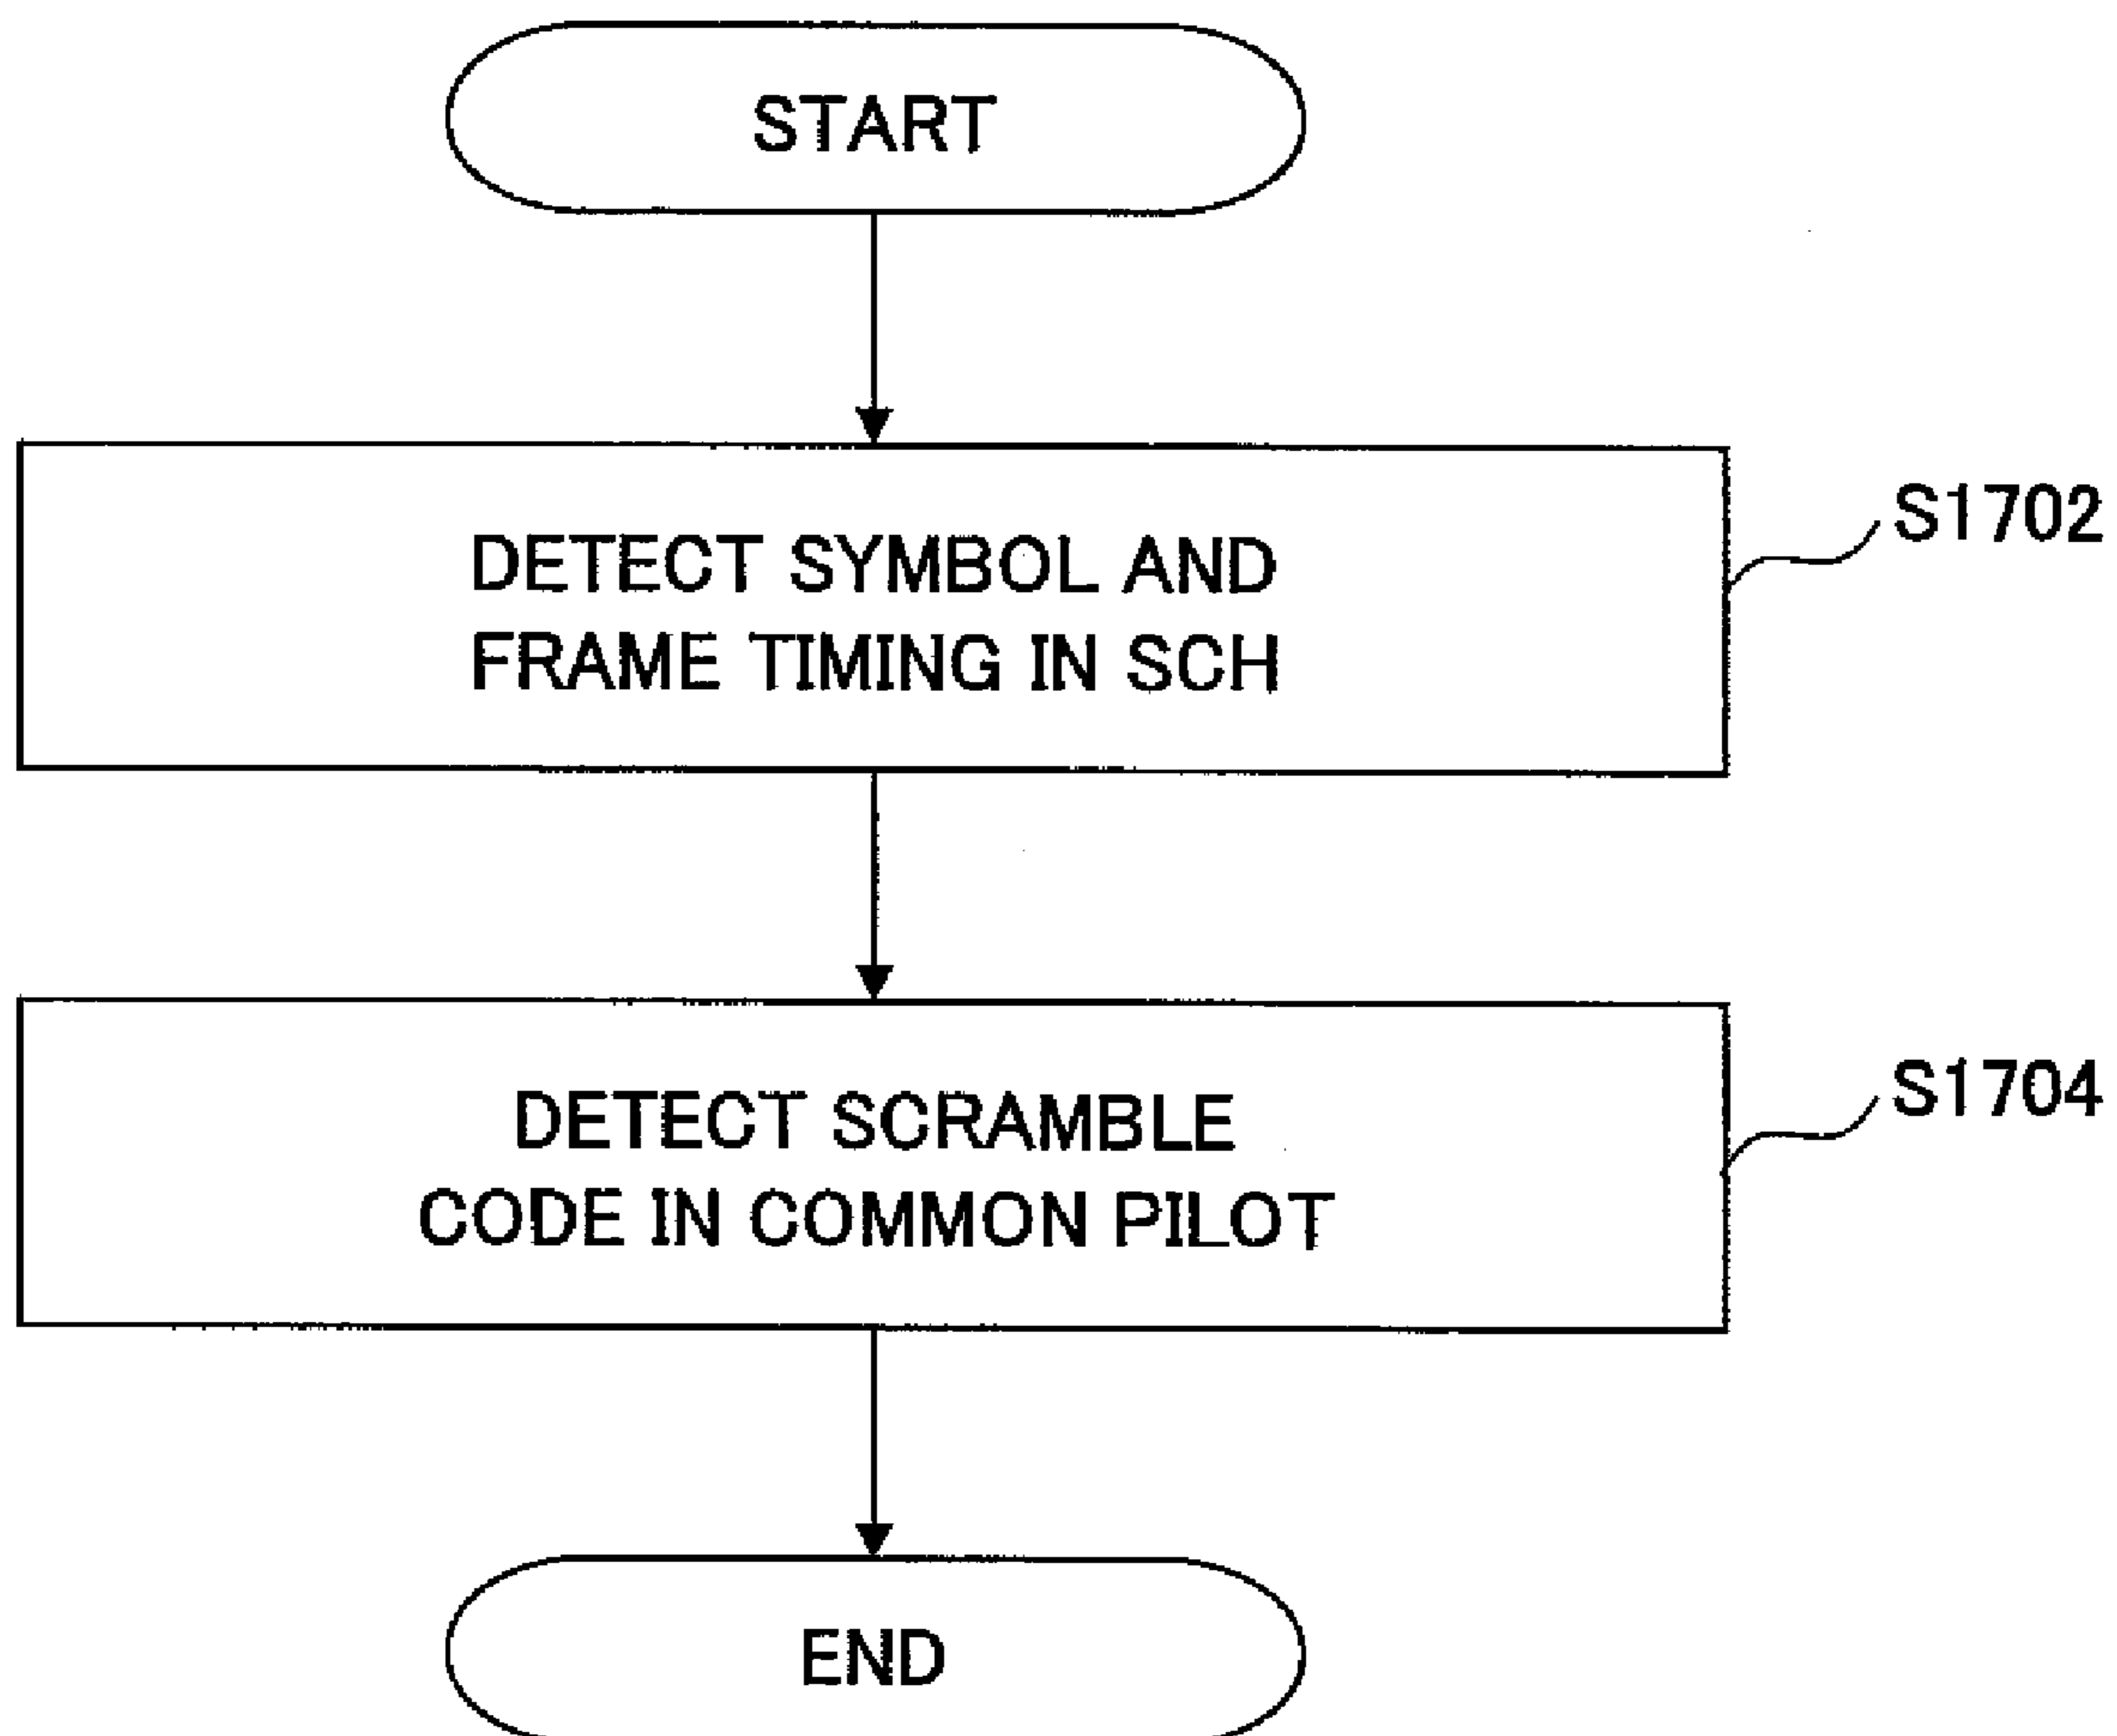 START
DETECT SYMBOL AND
FRAME TIMING IN SCH
S1702
DETECT SCRAMBLE
CODE IN COMMON PILOT
S1704
END